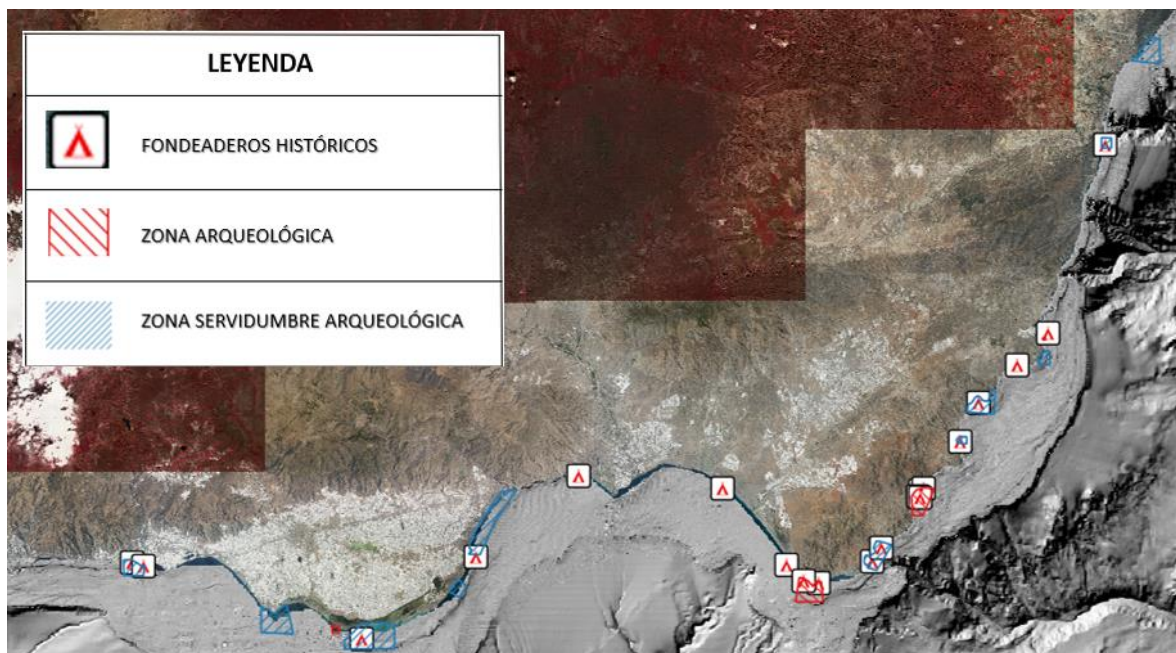 LEYENDA
FONDEADEROS HISTÓRICOS
ZONA ARQUEOLÓGICA
ZONA SERVIDUMBRE ARQUEOLÓGICA